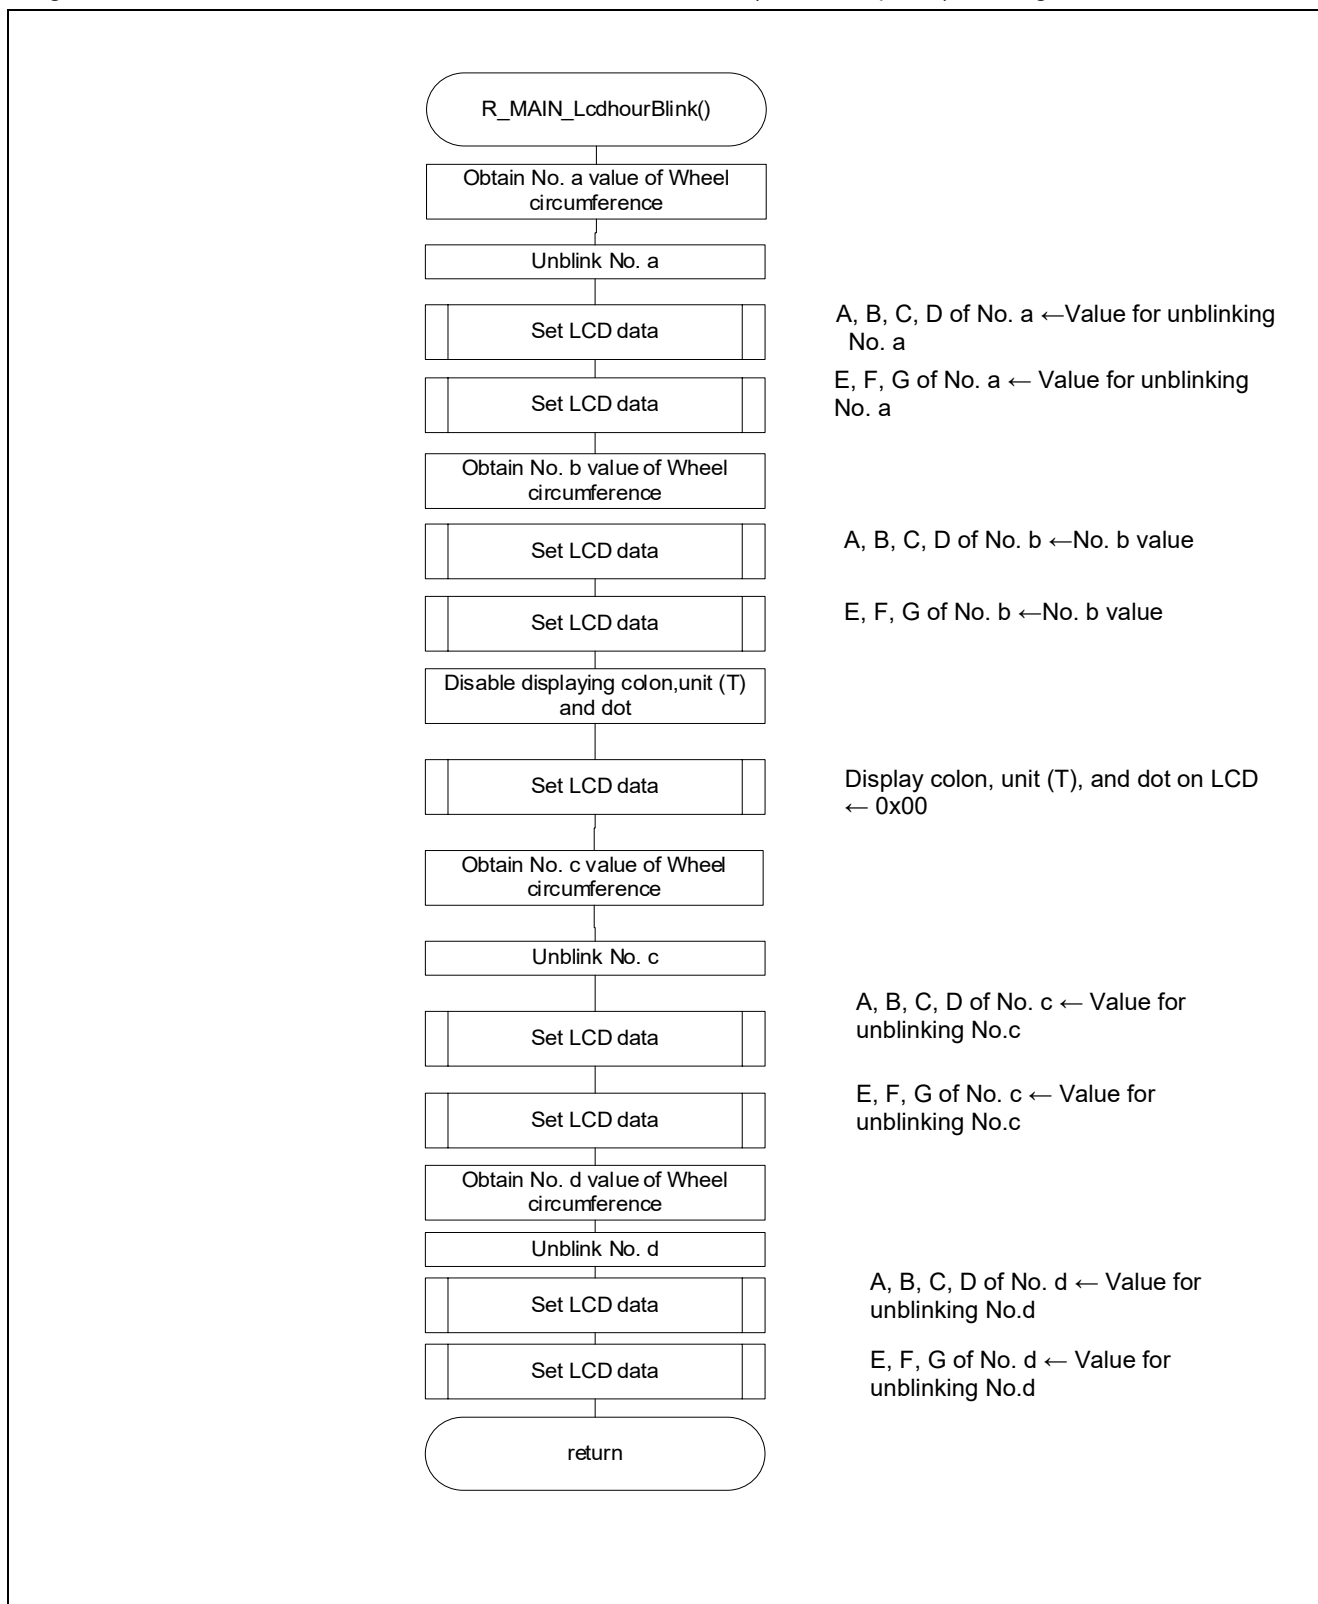 R_MAIN_LcdhourBlink()
Obtain No. a value of Wheel
circumference
Unblink No. a
Set LCD data
A, B, C, D of No. a ←Value for unblinking
No. a
Set LCD data
E, F, G of No. a ← Value for unblinking
No. a
Obtain No. b value of Wheel
circumference
Set LCD data
A, B, C, D of No. b ←No. b value
Set LCD data
E, F, G of No. b ←No. b value
Disable displaying colon,unit (T)
and dot
Set LCD data
Display colon, unit (T), and dot on LCD
← 0x00
Obtain No. c value of Wheel
circumference
Unblink No. c
Set LCD data
A, B, C, D of No. c ← Value for
unblinking No.c
Set LCD data
E, F, G of No. c ← Value for
unblinking No.c
Obtain No. d value of Wheel
circumference
Unblink No. d
Set LCD data
A, B, C, D of No. d ← Value for
unblinking No.d
Set LCD data
E, F, G of No. d ← Value for
unblinking No.d
return